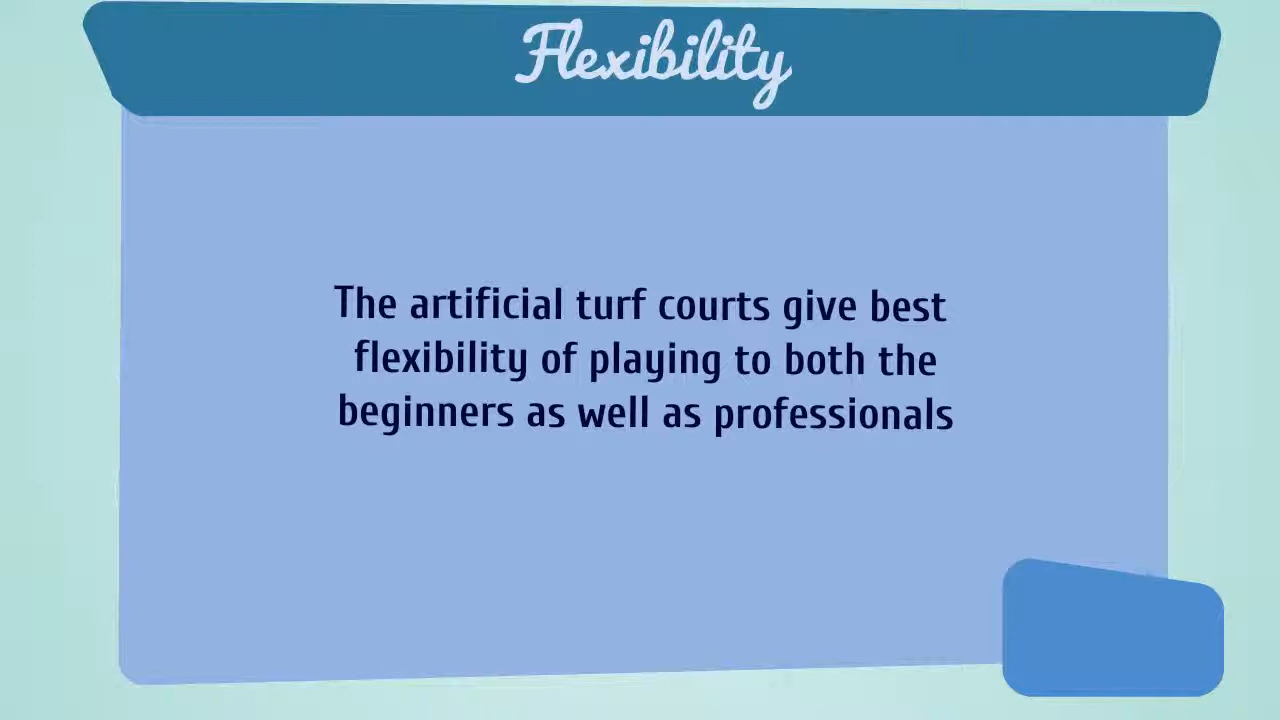 Flexibility
The artificial turf courts give best
flexibility of playing to both the
beginners as well as professionals